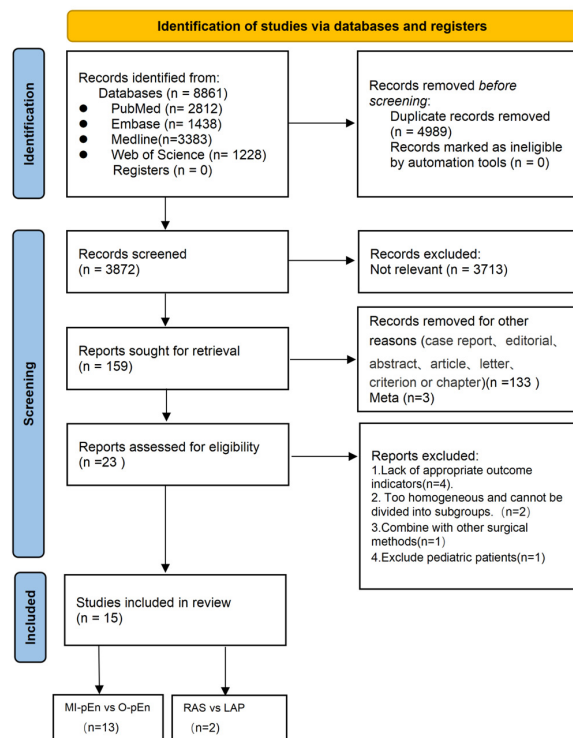 Identification of studies via databases and registers
Identification
Records identified from:
Databases (n = 8861)
● PubMed (n = 2812)
● Embase (n = 1438)
● Medline(n=3383)
● Web of Science (n= 1228)
Registers (n = 0)
Records removed before
screening:
Duplicate records removed
(n = 4989)
Records marked as ineligible
by automation tools (n = 0)
Screening
Records screened
(n = 3872)
Records excluded:
Not relevant (n = 3713)
Reports sought for retrieval
(n = 159)
Records removed for other
reasons (case report、editorial、
abstract、article、letter、
criterion or chapter)(n =133 )
Meta (n=3)
Reports assessed for eligibility
(n =23 )
Reports excluded:
1.Lack of appropriate outcome
indicators(n=4).
2. Too homogeneous and cannot be
divided into subgroups.（n=2）
3.Combine with other surgical
methods(n=1)
4.Exclude pediatric patients(n=1)
Included
Studies included in review
(n = 15)
MI-pEn vs O-pEn
(n=13)
RAS vs LAP
(n=2)